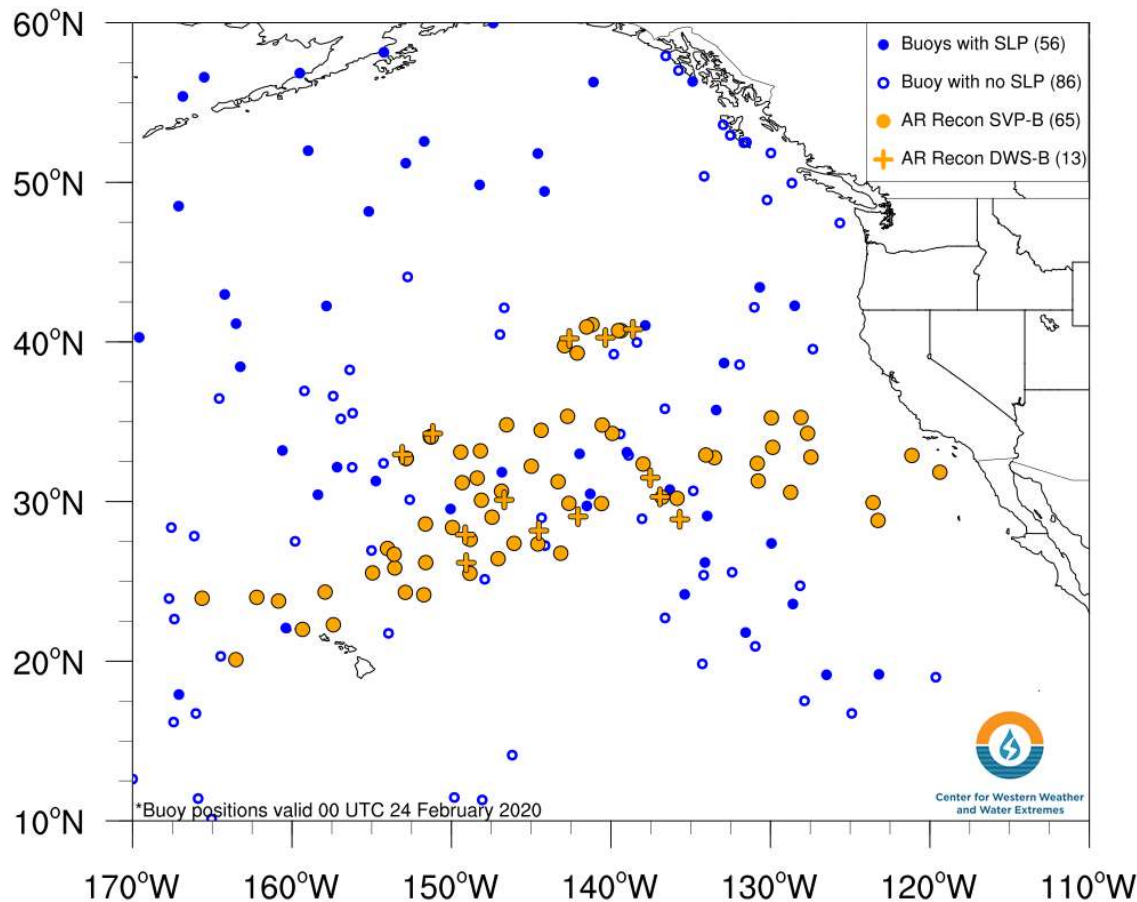 60°N
Buoys with SLP (56)
Buoy with no SLP (86)
AR Recon SVP-B (65)
AR Recon DWS-B (13)
50°N
40°N
30°N
20°N
Center for Western Weather
and Water Extremes
*Buoy positions valid 00 UTC 24 February 2020
10°N
170°W 160°W 150°W 140°W 130°W 120°W 110°W